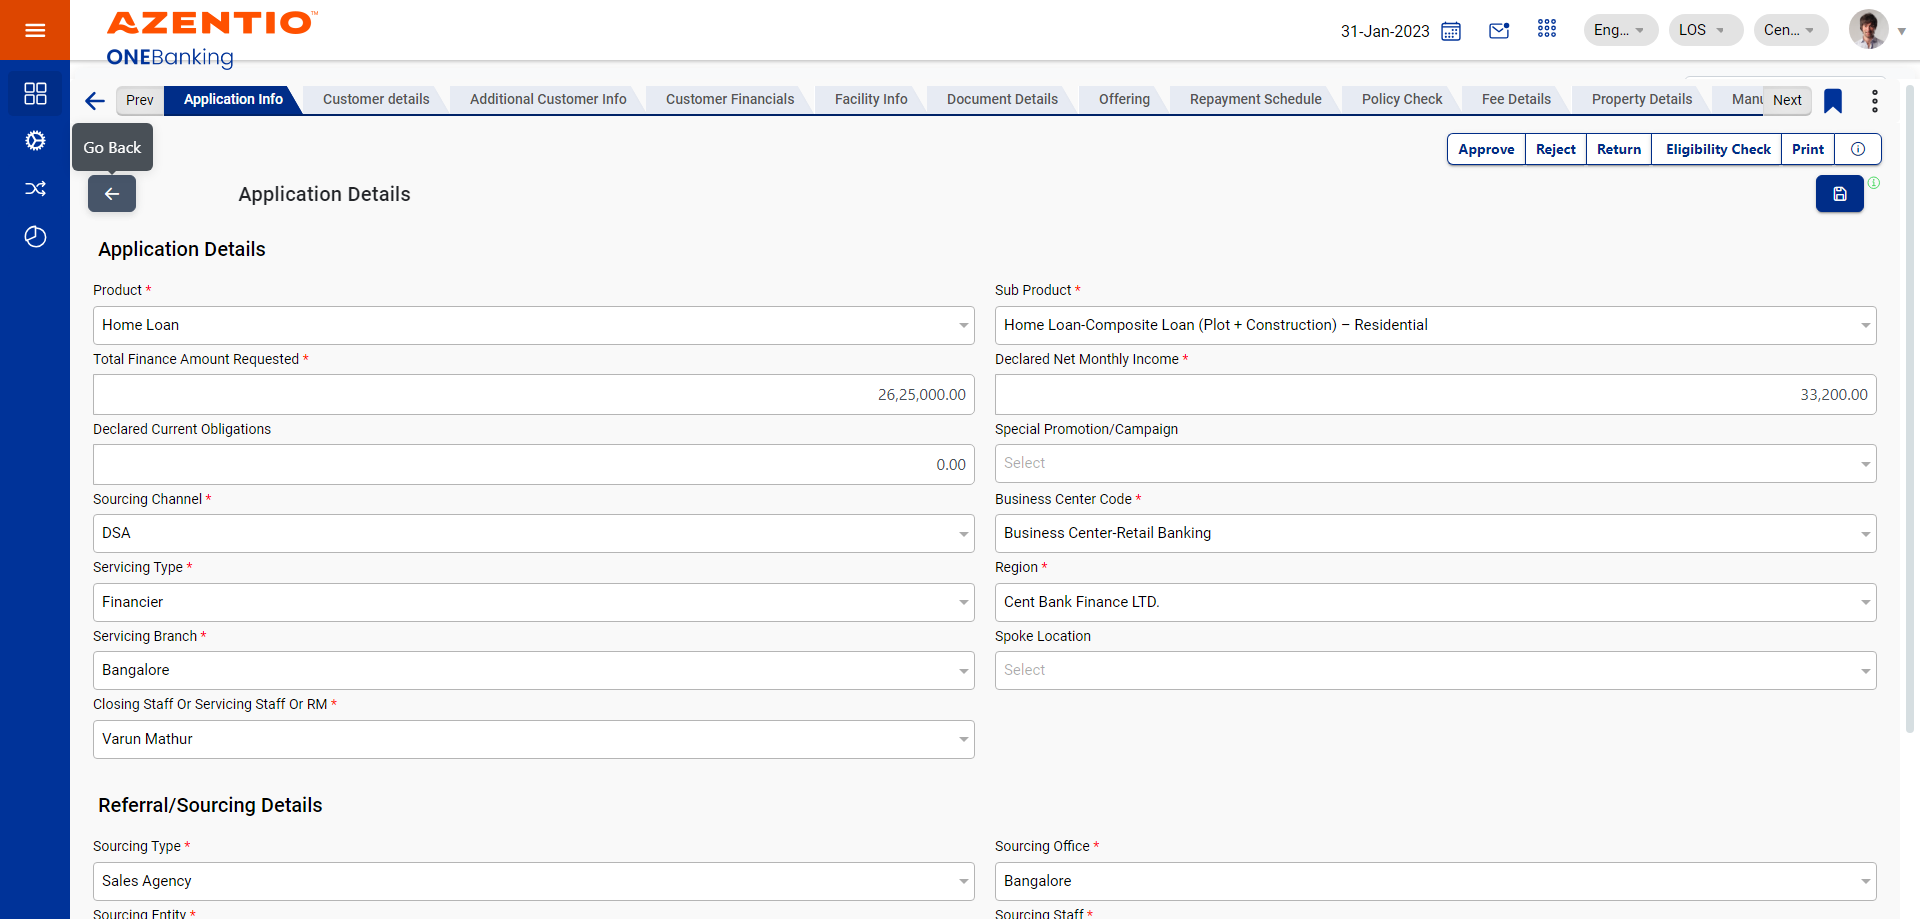 AZENTIO™
ONEBanking
31-Jan-2023
Eng...
LOS
Cen...
Prev
Application Info
Customer details
Additional Customer Info
Customer Financials
Facility Info
Document Details
Offering
Repayment Schedule
Policy Check
Fee Details
Property Details
Manu
Next
Go Back
Approve
Reject
Return
Eligibility Check
Print
Application Details
Application Details
Product *
Sub Product *
Home Loan
Home Loan-Composite Loan (Plot + Construction) – Residential
Total Finance Amount Requested *
Declared Net Monthly Income *
26,25,000.00
33,200.00
Declared Current Obligations
Special Promotion/Campaign
0.00
Select
Sourcing Channel *
Business Center Code *
DSA
Business Center-Retail Banking
Servicing Type *
Region *
Financier
Cent Bank Finance LTD.
Servicing Branch *
Spoke Location
Bangalore
Select
Closing Staff Or Servicing Staff Or RM *
Varun Mathur
Referral/Sourcing Details
Sourcing Type *
Sourcing Office *
Sales Agency
Bangalore
Sourcing Entity *
Sourcing Staff *